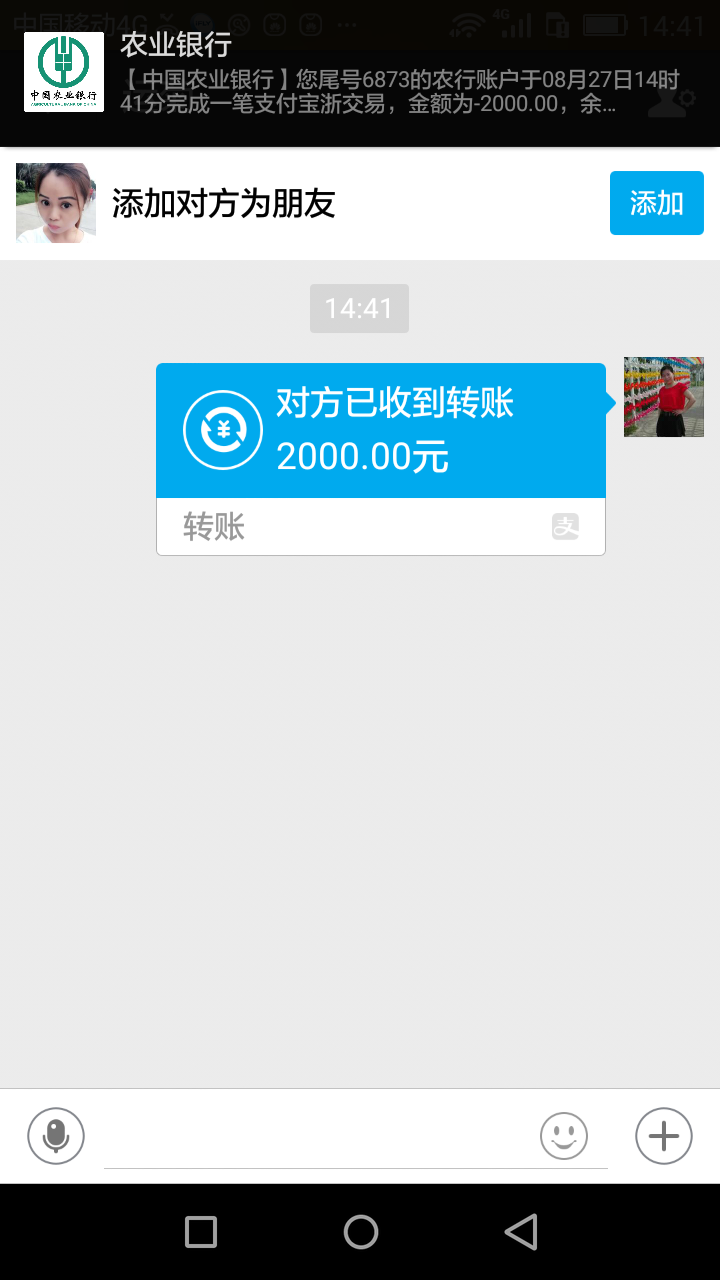 中国移动4G
4G
14:41
农业银行
中国农业银行
AGRICULTURAL BANK OF CHINA
【中国农业银行】您尾号6873的农行账户于08月27日14时
41分完成一笔支付宝浙交易，金额为-2000.00，余...
添加对方为朋友
添加
14:41
对方已收到转账
2000.00元
转账
支